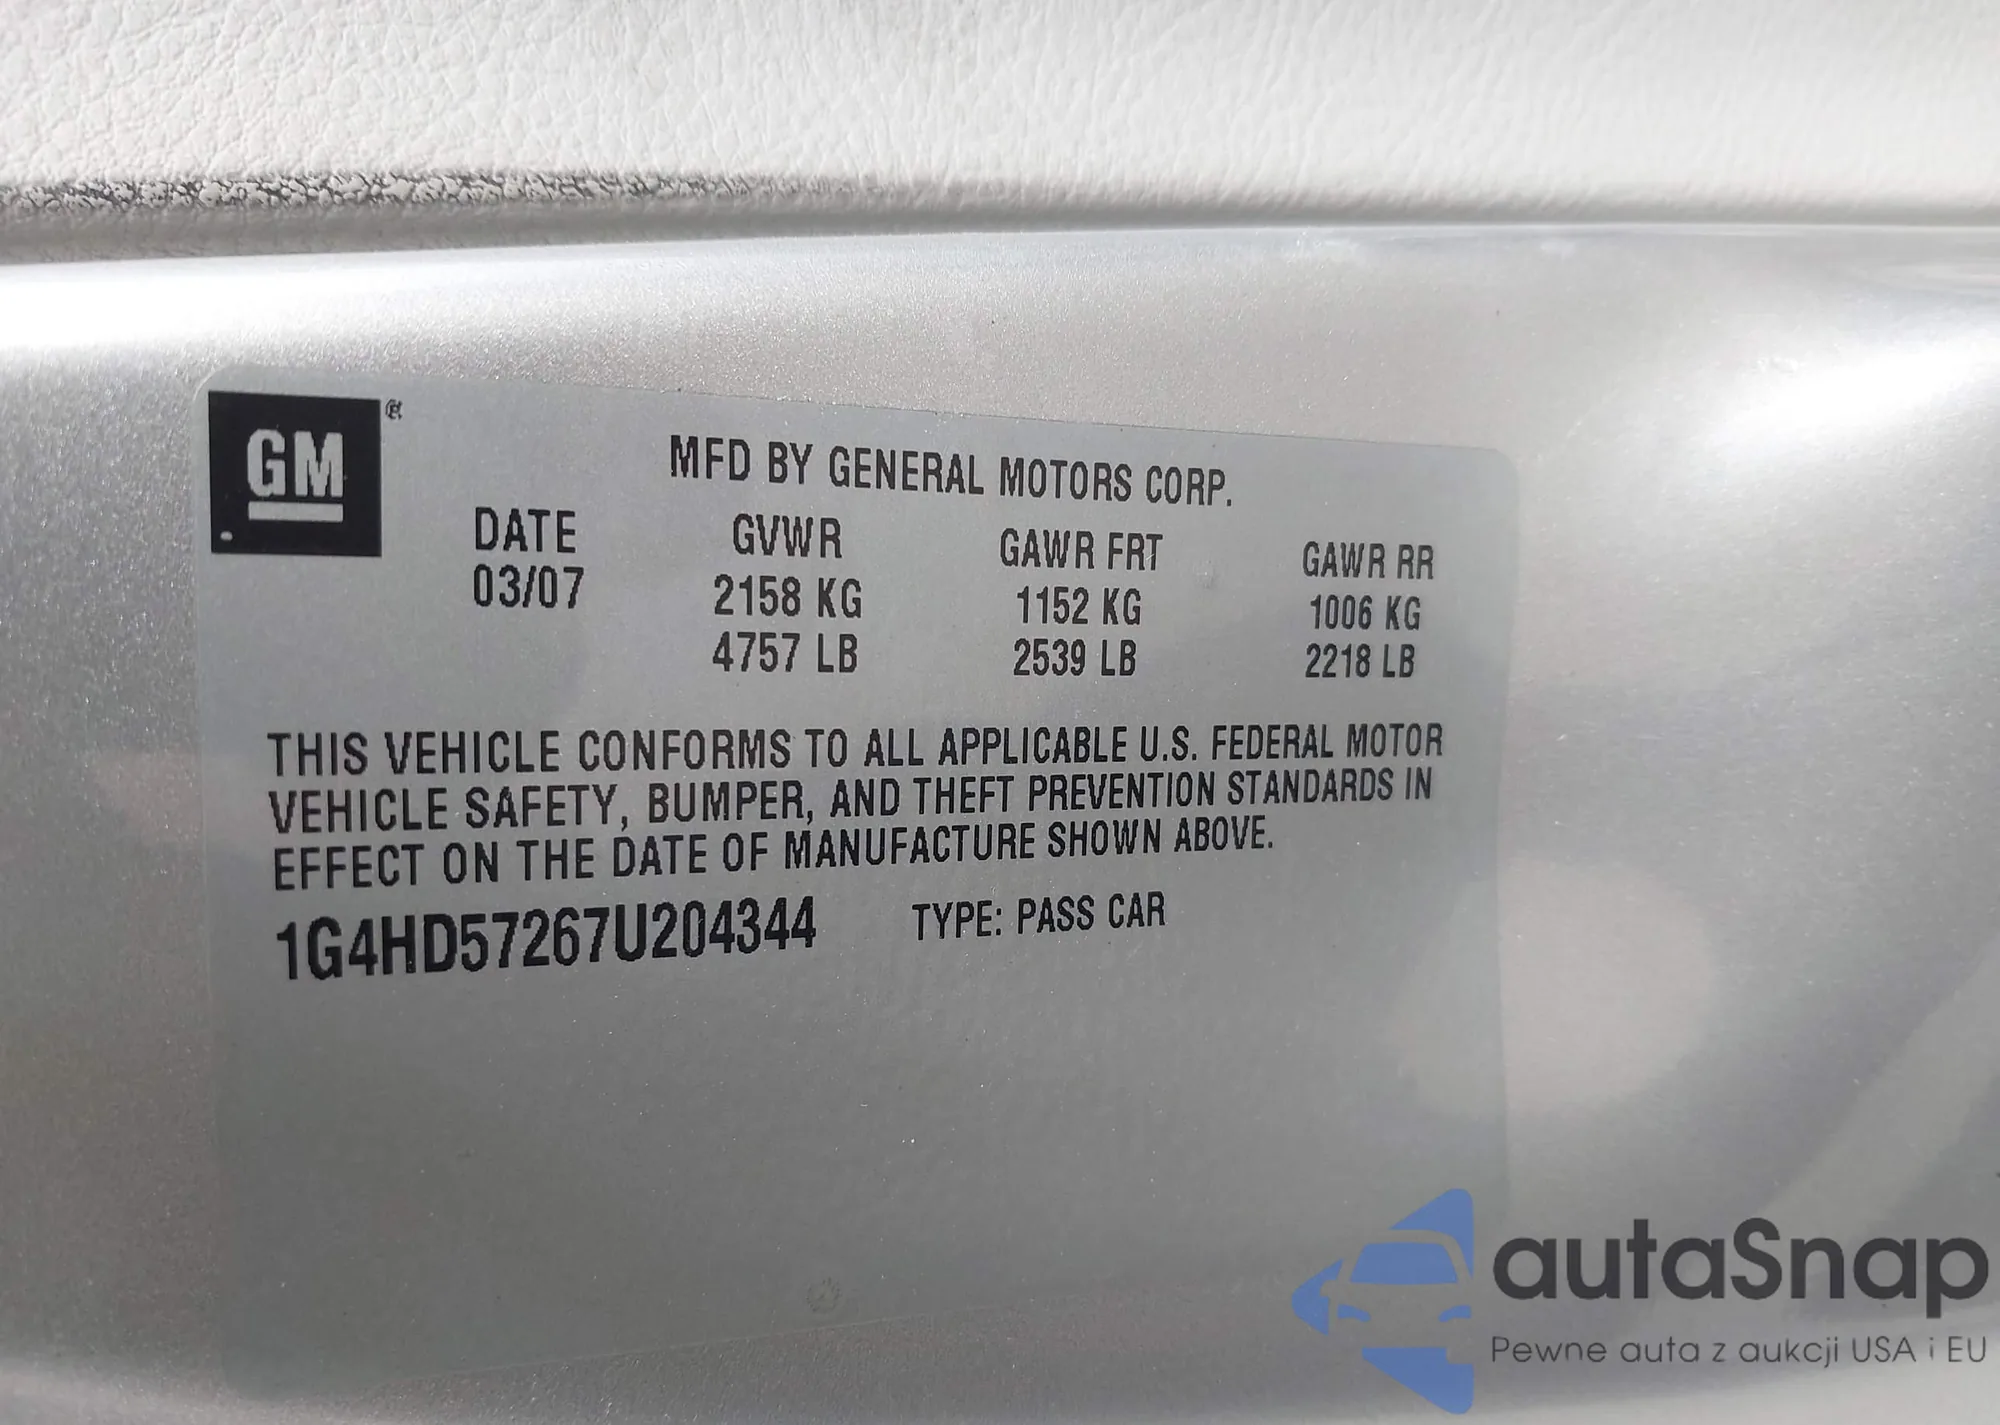 GM
MFD BY GENERAL MOTORS CORP.
DATE GVWR GAWR FRT GAWR RR
03/07 2158 KG 1152 KG 1006 KG
4757 LB 2539 LB 2218 LB
THIS VEHICLE CONFORMS TO ALL APPLICABLE U.S. FEDERAL MOTOR
VEHICLE SAFETY, BUMPER, AND THEFT PREVENTION STANDARDS IN
EFFECT ON THE DATE OF MANUFACTURE SHOWN ABOVE.
1G4HD57267U204344 TYPE: PASS CAR
autaSnap
Pewne auta z aukcji USA i EU